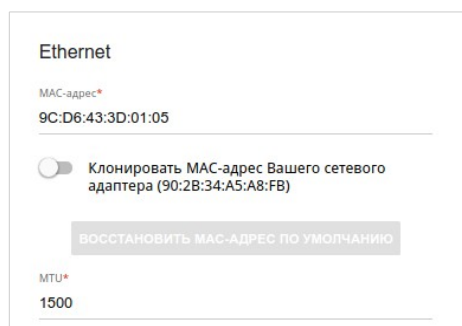 Ethernet
MAC-адрес*
9C:D6:43:3D:01:05
Клонировать MAC-адрес Вашего сетевого
адаптера (90:2B:34:A5:A8:FB)
ВОССТАНОВИТЬ MAC-АДРЕС ПО УМОЛЧАНИЮ
MTU*
1500